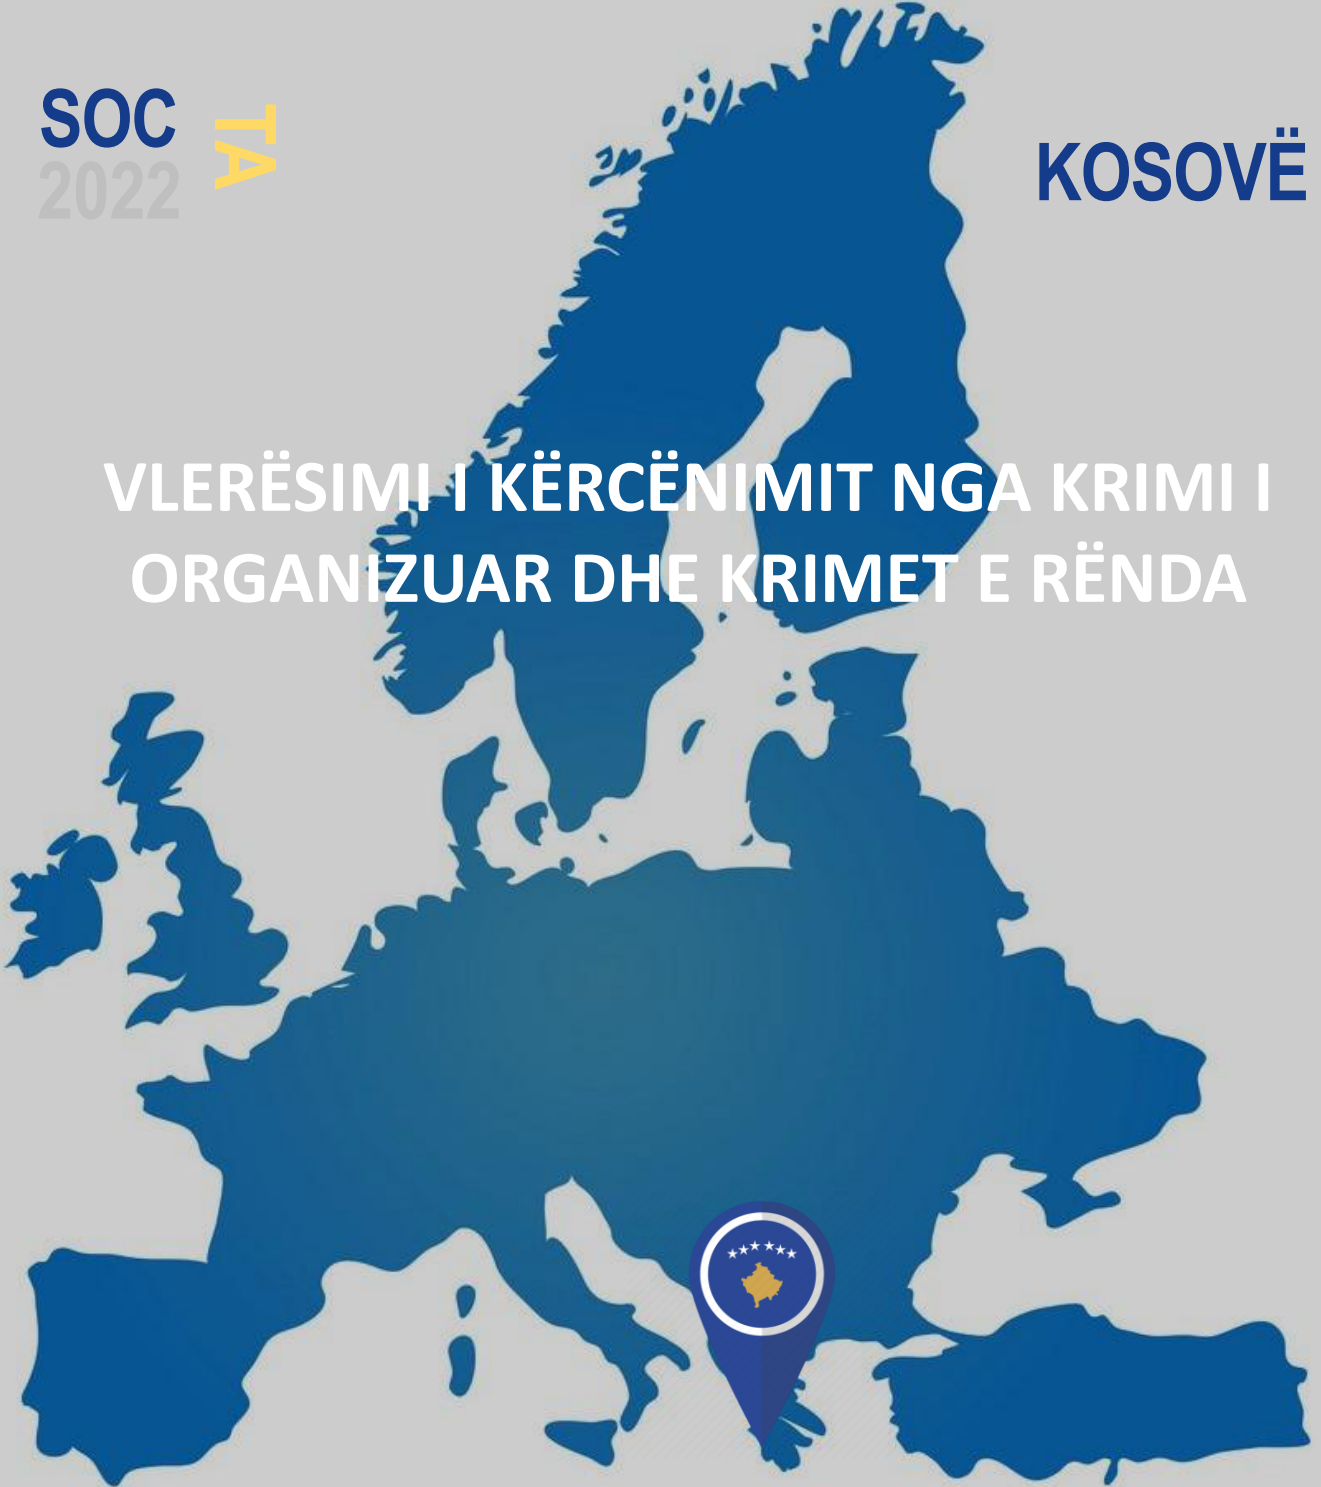 SOC
TA
2022
KOSOVË
VLERËSIMI I KËRCËNIMIT NGA KRIMI I
ORGANIZUAR DHE KRIMET E RËNDA